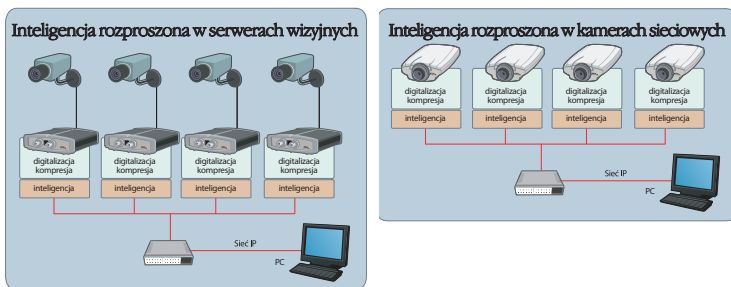 Inteligencja rozproszona w serwerach wizyjnych
digitalizacja
kompresja
inteligencja
digitalizacja
kompresja
inteligencja
digitalizacja
kompresja
inteligencja
digitalizacja
kompresja
inteligencja
Sieć IP
PC
Inteligencja rozproszona w kamerach sieciowych
digitalizacja
kompresja
inteligencja
digitalizacja
kompresja
inteligencja
digitalizacja
kompresja
inteligencja
digitalizacja
kompresja
inteligencja
Sieć IP
PC